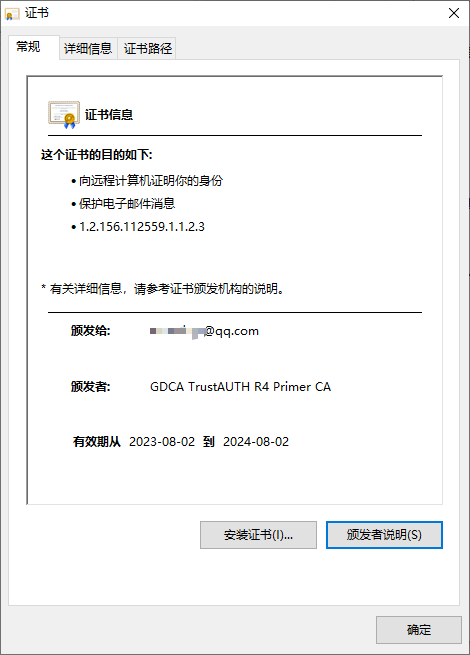 证书
常规
详细信息
证书路径
证书信息
这个证书的目的如下:
• 向远程计算机证明你的身份
• 保护电子邮件消息
• 1.2.156.112559.1.1.2.3
* 有关详细信息，请参考证书颁发机构的说明。
颁发给: @qq.com
颁发者: GDCA TrustAUTH R4 Primer CA
有效期从 2023-08-02 到 2024-08-02
安装证书(I)... 颁发者说明(S)
确定